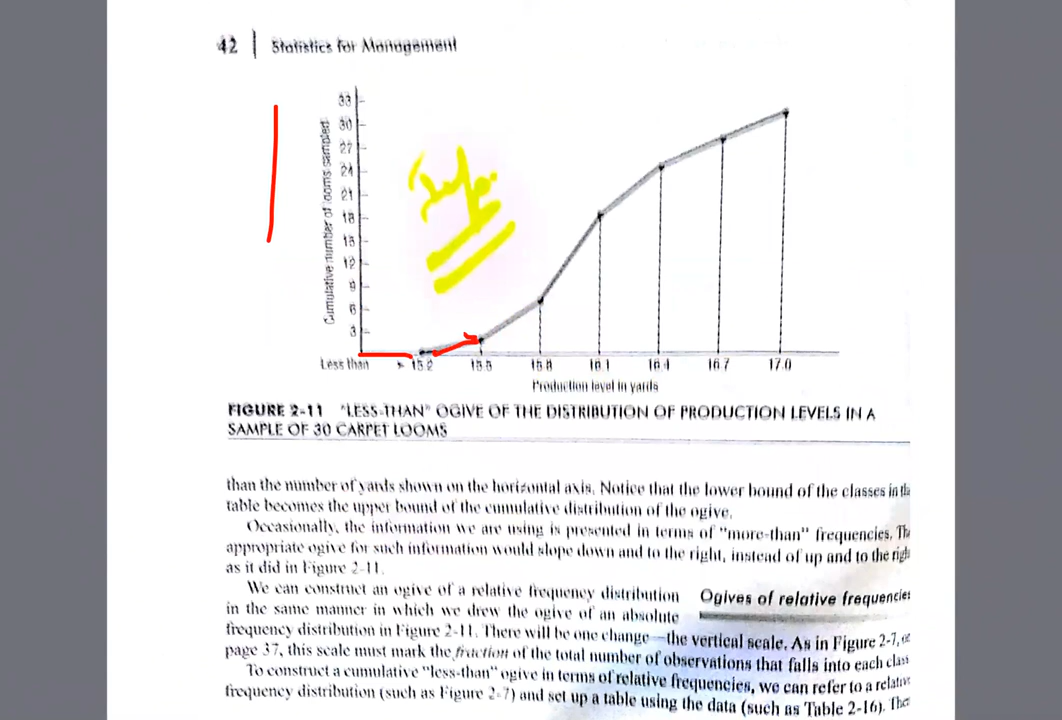 42 | Statistics for Management
Cumulative number of looms sampled
33
30
27
24
21
18
15
12
9
6
3
Less than 15.2 15.5 15.8 16.1 16.4 16.7 17.0
Production level in yards
FIGURE 2-11 "LESS-THAN" OGIVE OF THE DISTRIBUTION OF PRODUCTION LEVELS IN A
SAMPLE OF 30 CARPET LOOMS
than the number of yards shown on the horizontal axis. Notice that the lower bound of the classes in
table becomes the upper bound of the cumulative distribution of the ogive.
Occasionally, the information we are using is presented in terms of "more-than" frequencies. The
appropriate ogive for such information would slope down and to the right, instead of up and to the
as it did in Figure 2-11.
We can construct an ogive of a relative frequency distribution
in the same manner in which we drew the ogive of an absolute
Ogives of relative frequencies
frequency distribution in Figure 2-11. There will be one change—the vertical scale. As in Figure 2-7,
page 37, this scale must mark the fraction of the total number of observations that falls into each
To construct a cumulative "less-than" ogive in terms of relative frequencies, we can refer to a
frequency distribution (such as Figure 2-7) and set up a table using the data (such as Table 2-16).